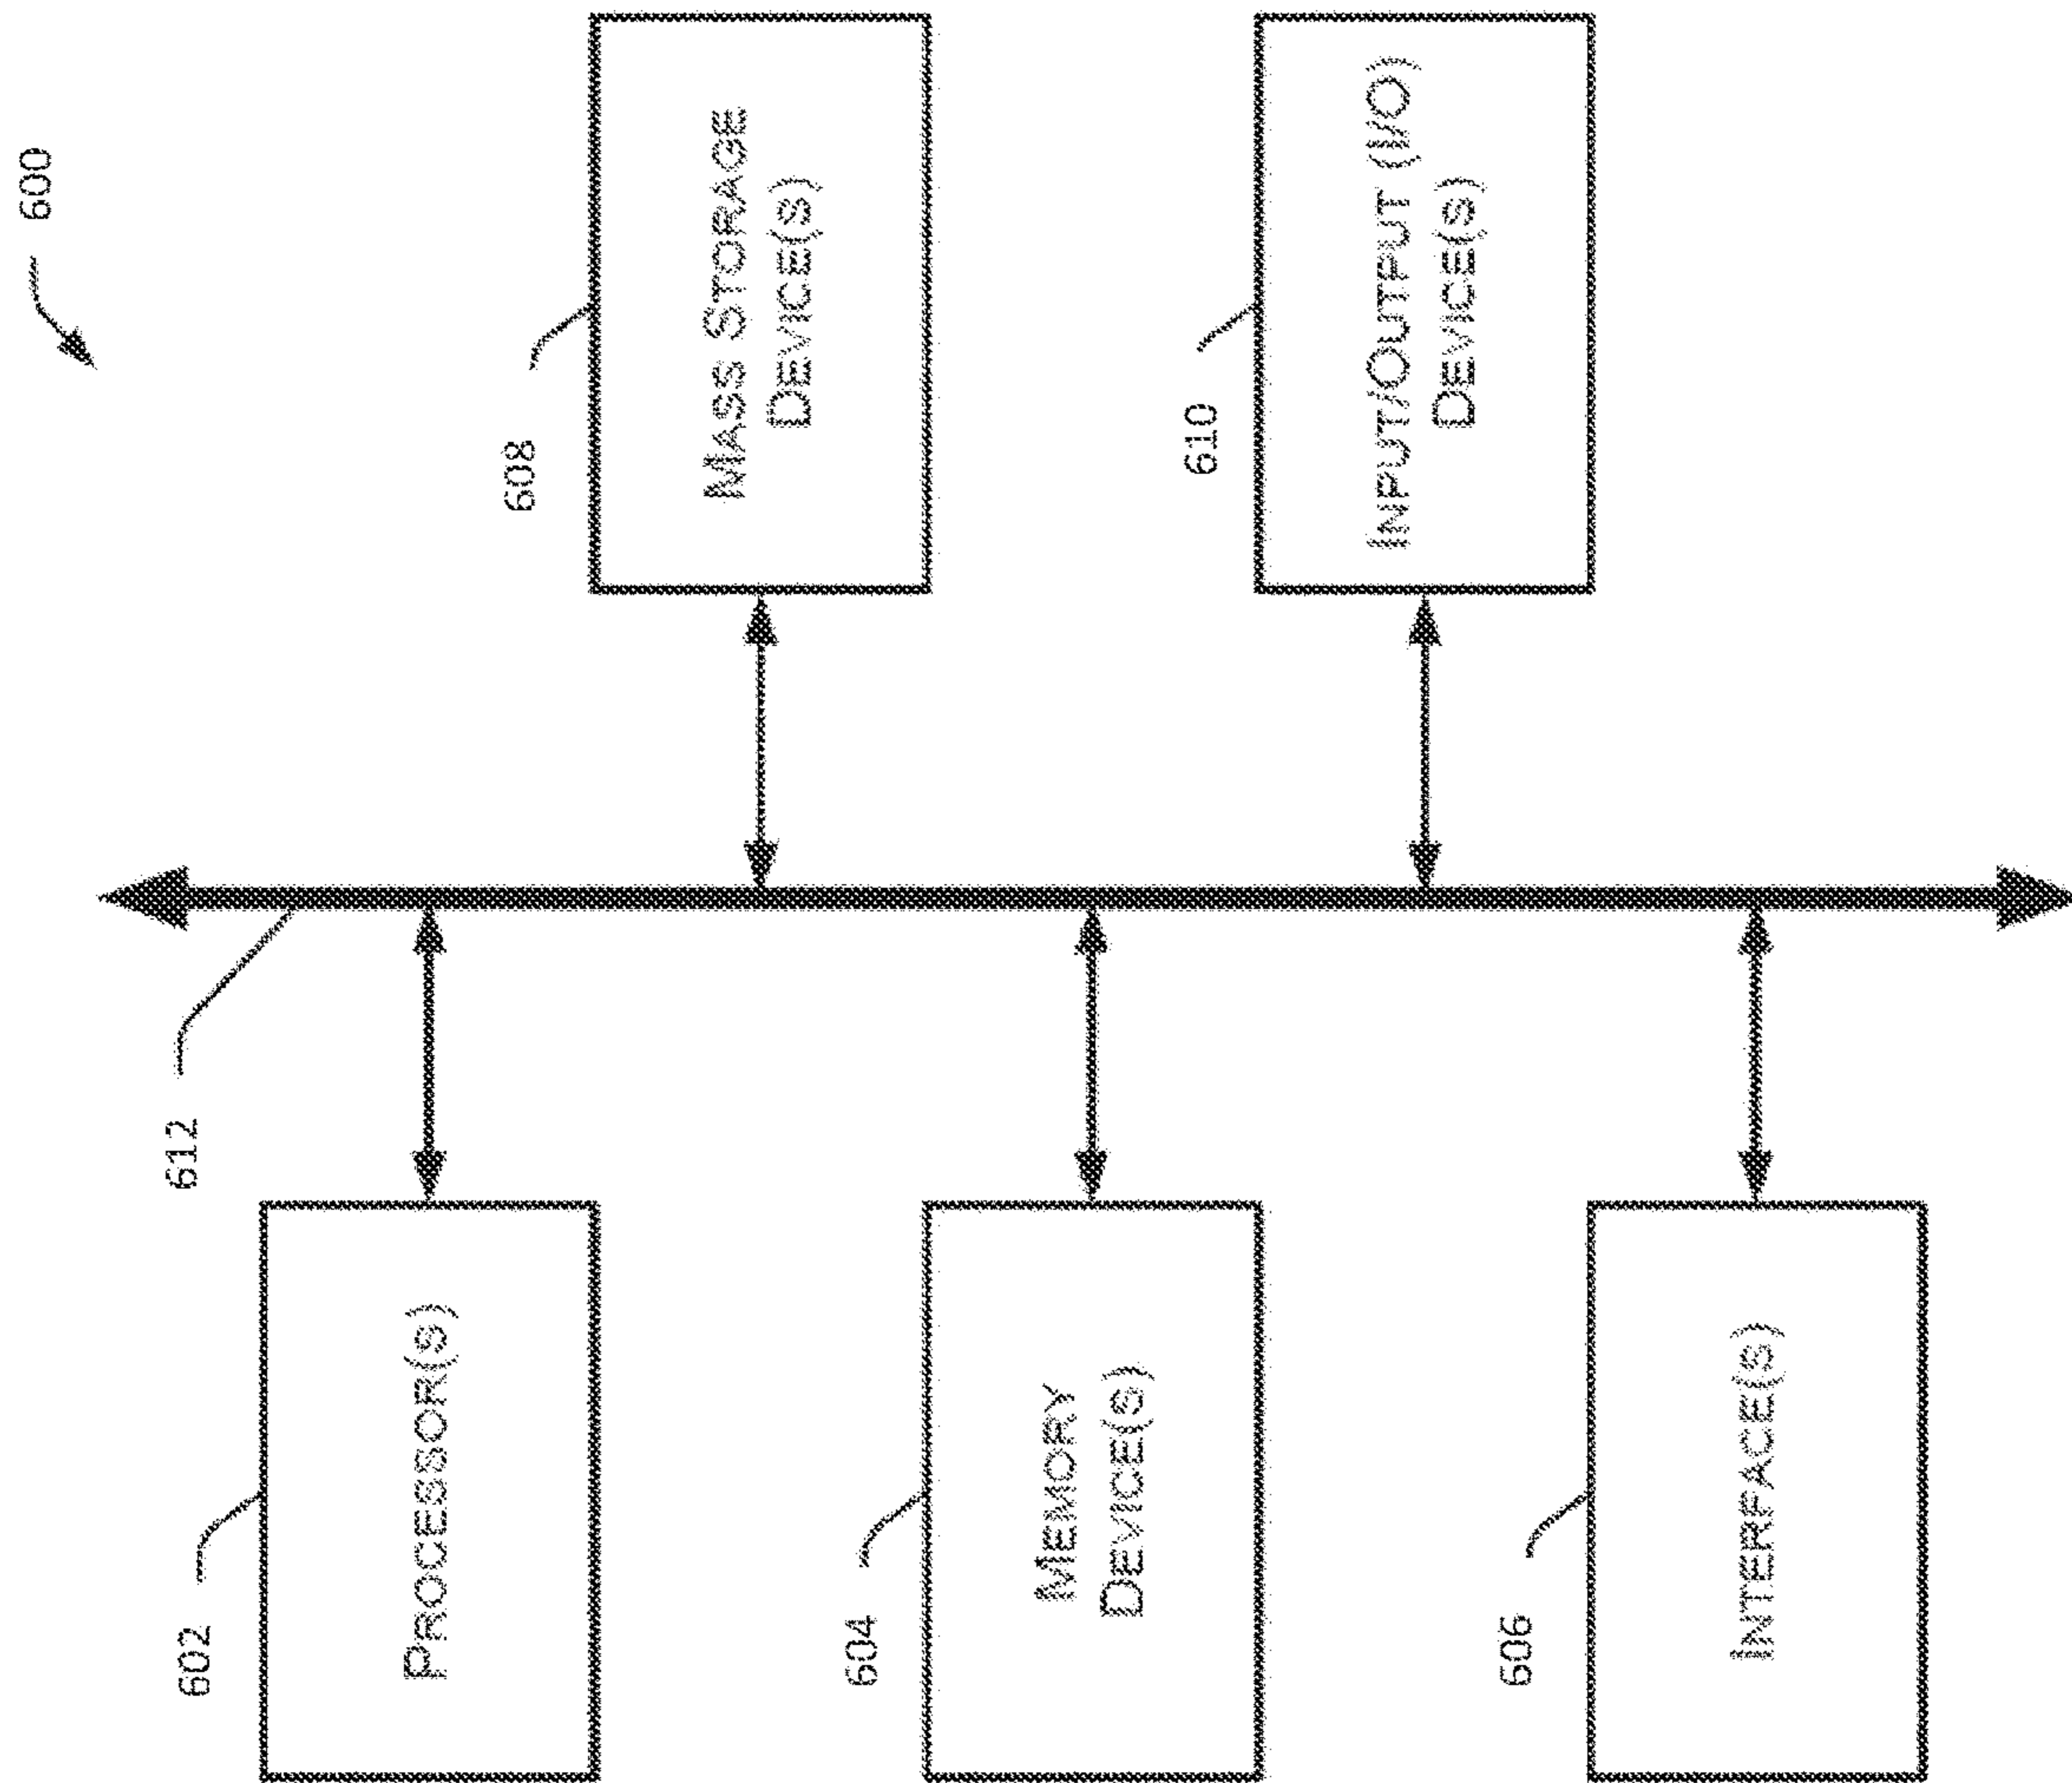 600
612
602
PROCESSOR(S)
608
MASS STORAGE
DEVICE(S)
604
MEMORY
DEVICE(S)
610
INPUT/OUTPUT (I/O)
DEVICE(S)
606
INTERFACE(S)